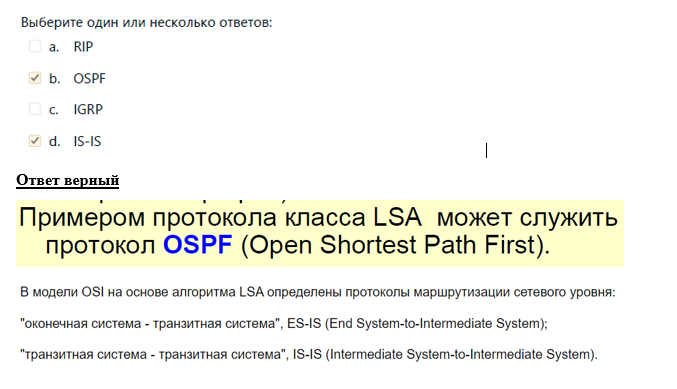 Выберите один или несколько ответов:
a. RIP
b. OSPF
c. IGRP
d. IS-IS
Ответ верный
Примером протокола класса LSA может служить
протокол OSPF (Open Shortest Path First).
В модели OSI на основе алгоритма LSA определены протоколы маршрутизации сетевого уровня:
"оконечная система - транзитная система", ES-IS (End System-to-Intermediate System);
"транзитная система - транзитная система", IS-IS (Intermediate System-to-Intermediate System).